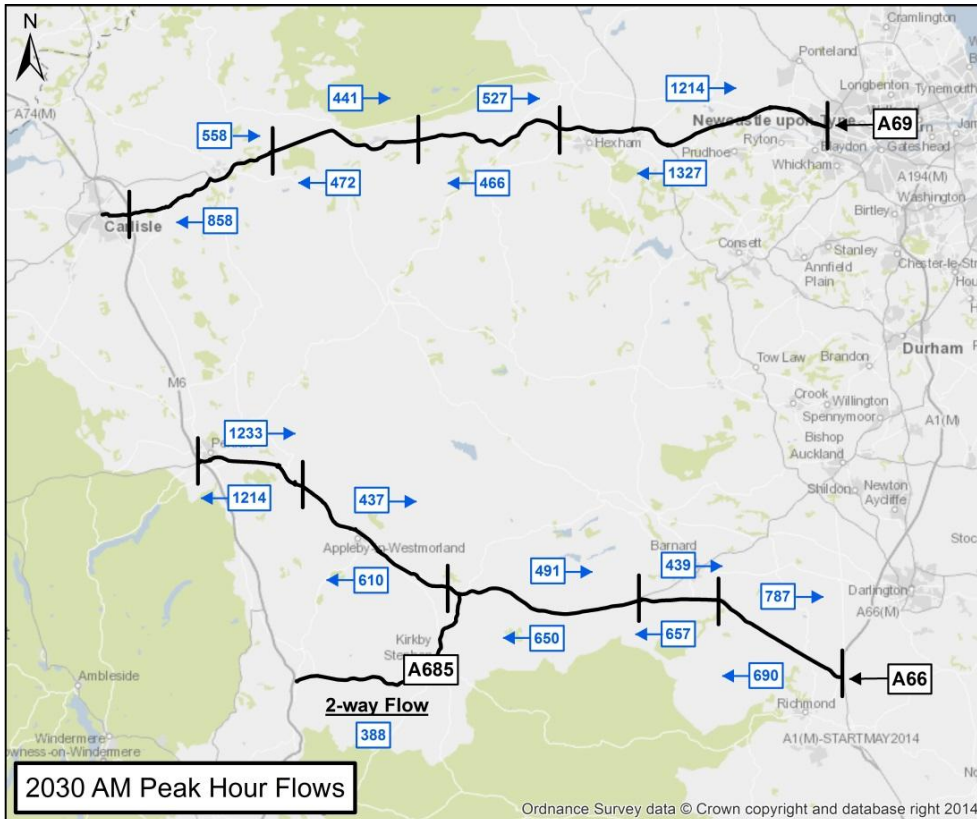 N
Cramlington
Ponteland
Longbenton
Tynemouth
A74(M)
441
527
1214
558
Newcastle upon Tyne
A69
Hexham
Ryton
Blaydon
Gateshead
Prudhoe
Whickham
472
466
1327
A194(M)
Washington
Birtley
858
Carlisle
Consett
Stanley
Chester-le-St
Annfield
Plain
Durham
Tow Law
Brandon
M6
Crook
Willington
Spennymoor
A1(M)
1233
Bishop
Auckland
1214
437
Shildon
Newton
Aycliffe
Appleby-in-Westmorland
Barnard
491
439
610
787
Darlington
A66(M)
Kirkby
650
657
A685
690
A66
Ambleside
2-way Flow
Richmond
388
Windermere
owness-on-Windermere
A1(M)-STARTMAY2014
2030 AM Peak Hour Flows
Ordnance Survey data © Crown copyright and database right 2014